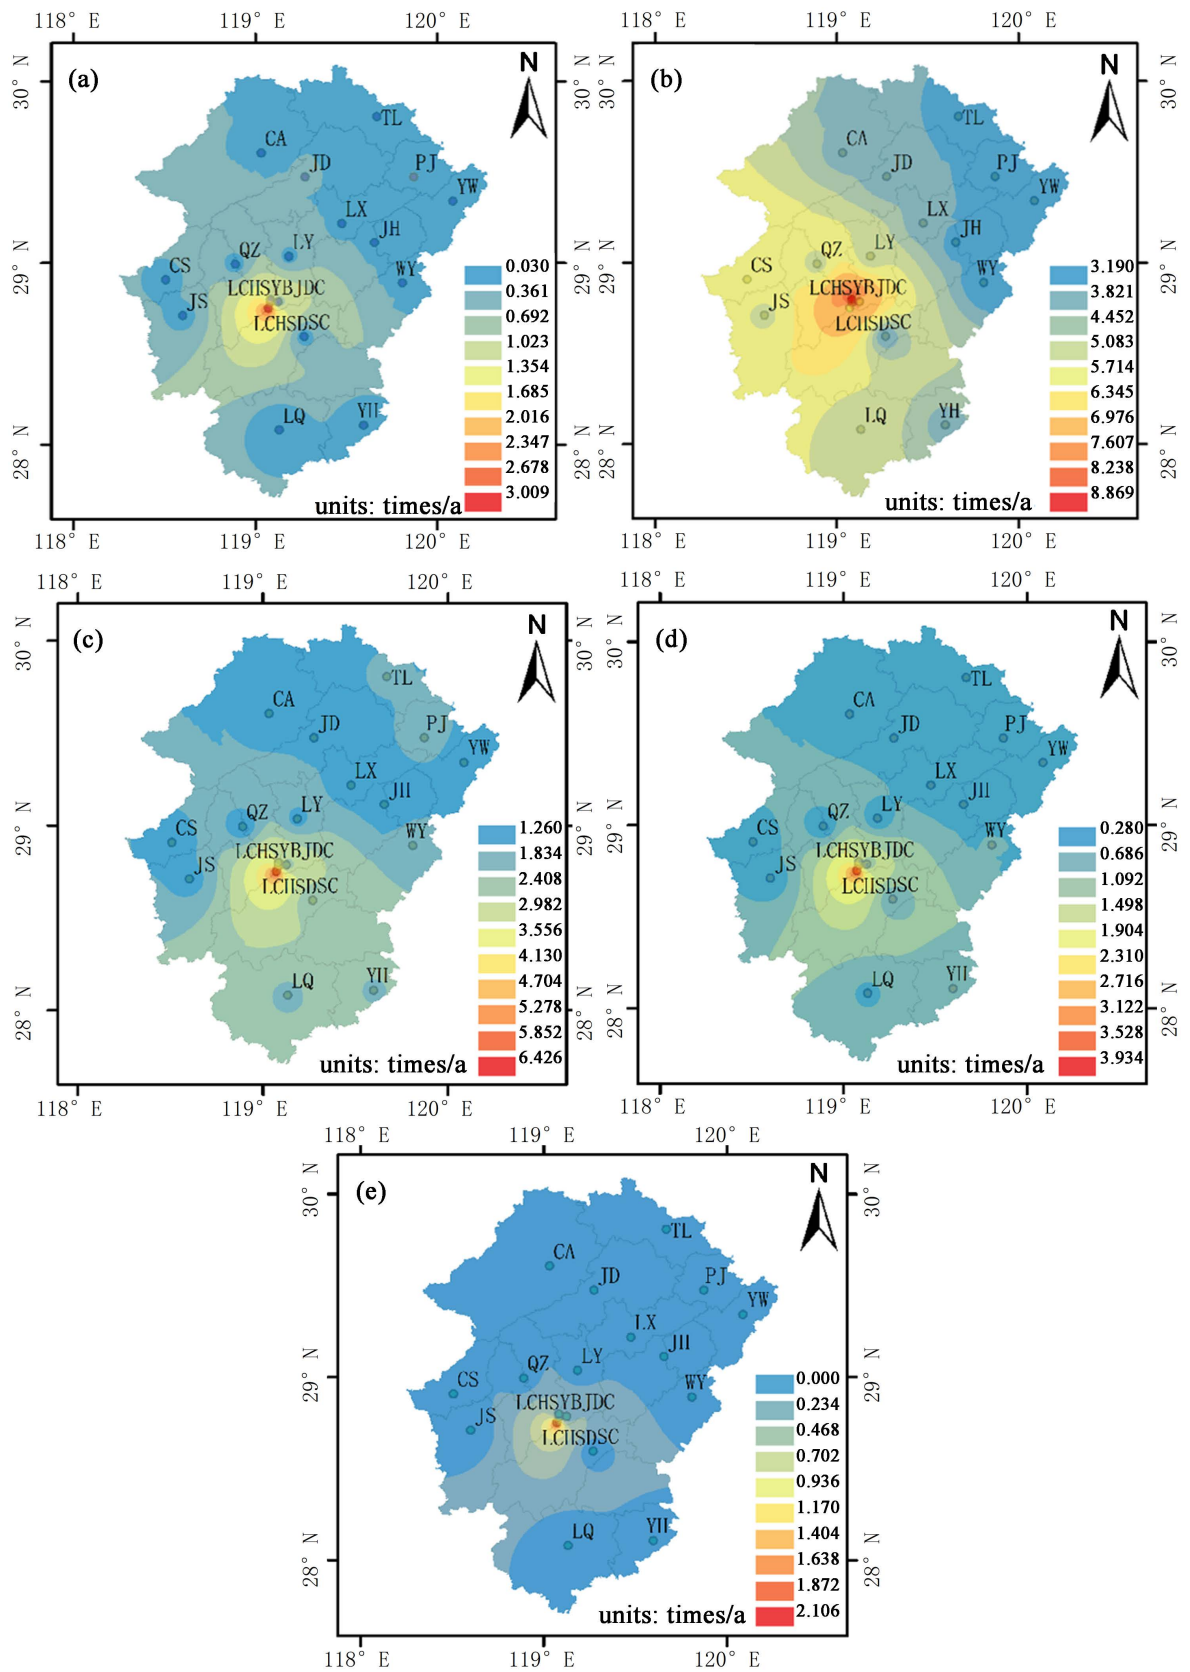 118° E 119° E 120° E 118° E 119° E 120° E
30° N 30° N 30° N
(a) N (b) N
TL TL
CA CA
JD PJ JD PJ
YW YW
LX LX
JH JH
QZ LY QZ LY
29° N 29° N 29° N
CS WY CS WY
LCHSYBJDC LCHSYBJDC
JS JS
LCHSDSC LCHSDSC
LQ YH LQ YH
28° N 28° N 28° N
0.030 3.190
0.361 3.821
0.692 4.452
1.023 5.083
1.354 5.714
1.685 6.345
2.016 6.976
2.347 7.607
2.678 8.238
3.009 8.869
units: times/a units: times/a
118° E 119° E 120° E 118° E 119° E 120° E
118° E 119° E 120° E 118° E 119° E 120° E
30° N 30° N 30° N
(c) N (d) N
TL TL
CA CA
JD PJ JD PJ
YW YW
LX LX
JH JH
QZ LY QZ LY
29° N 29° N 29° N
CS WY CS WY
LCHSYBJDC LCHSYBJDC
JS JS
LCHSDSC LCHSDSC
LQ YH LQ YH
28° N 28° N 28° N
1.260 0.280
1.834 0.686
2.408 1.092
2.982 1.498
3.556 1.904
4.130 2.310
4.704 2.716
5.278 3.122
5.852 3.528
6.426 3.934
units: times/a units: times/a
118° E 119° E 120° E 118° E 119° E 120° E
118° E 119° E 120° E
30° N 30° N
(e) N
TL
CA
JD PJ
YW
LX
JH
QZ LY
29° N 29° N
CS WY
LCHSYBJDC
JS
LCHSDSC
LQ YH
28° N 28° N
0.000
0.234
0.468
0.702
0.936
1.170
1.404
1.638
1.872
2.106
units: times/a
118° E 119° E 120° E